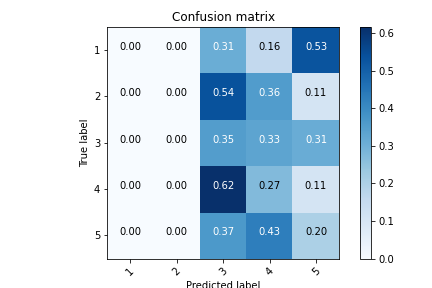 Confusion matrix
1 0.00 0.00 0.31 0.16 0.53
2 0.00 0.00 0.54 0.36 0.11
3 0.00 0.00 0.35 0.33 0.31
4 0.00 0.00 0.62 0.27 0.11
5 0.00 0.00 0.37 0.43 0.20
1 2 3 4 5
True label
Predicted label
0.6
0.5
0.4
0.3
0.2
0.1
0.0